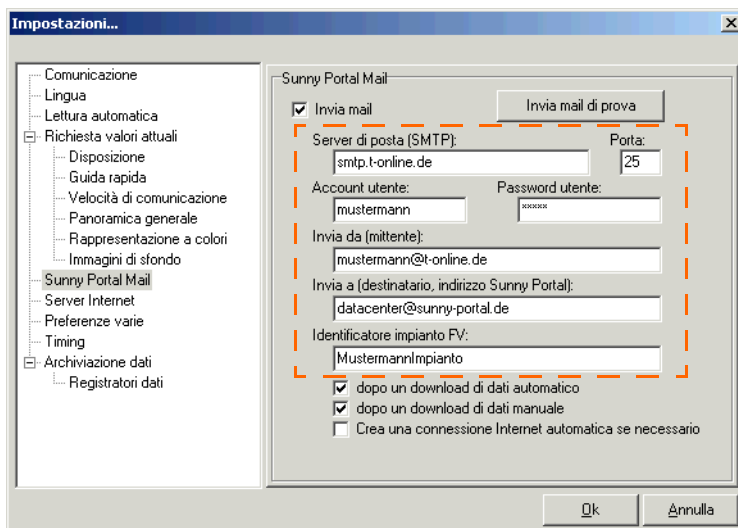 Impostazioni...
Comunicazione
Lingua
Lettura automatica
Richiesta valori attuali
Disposizione
Guida rapida
Velocità di comunicazione
Panoramica generale
Rappresentazione a colori
Immagini di sfondo
Sunny Portal Mail
Server Internet
Preferenze varie
Timing
Archiviazione dati
Registratori dati
Sunny Portal Mail
Invia mail
Invia mail di prova
Server di posta (SMTP): Porta:
smtp.t-online.de 25
Account utente: Password utente:
mustermann xxxxx
Invia da (mittente):
mustermann@t-online.de
Invia a (destinatario, indirizzo Sunny Portal):
datacenter@sunny-portal.de
Identificatore impianto FV:
MustermannImpianto
dopo un download di dati automatico
dopo un download di dati manuale
Crea una connessione Internet automatica se necessario
Ok Annulla